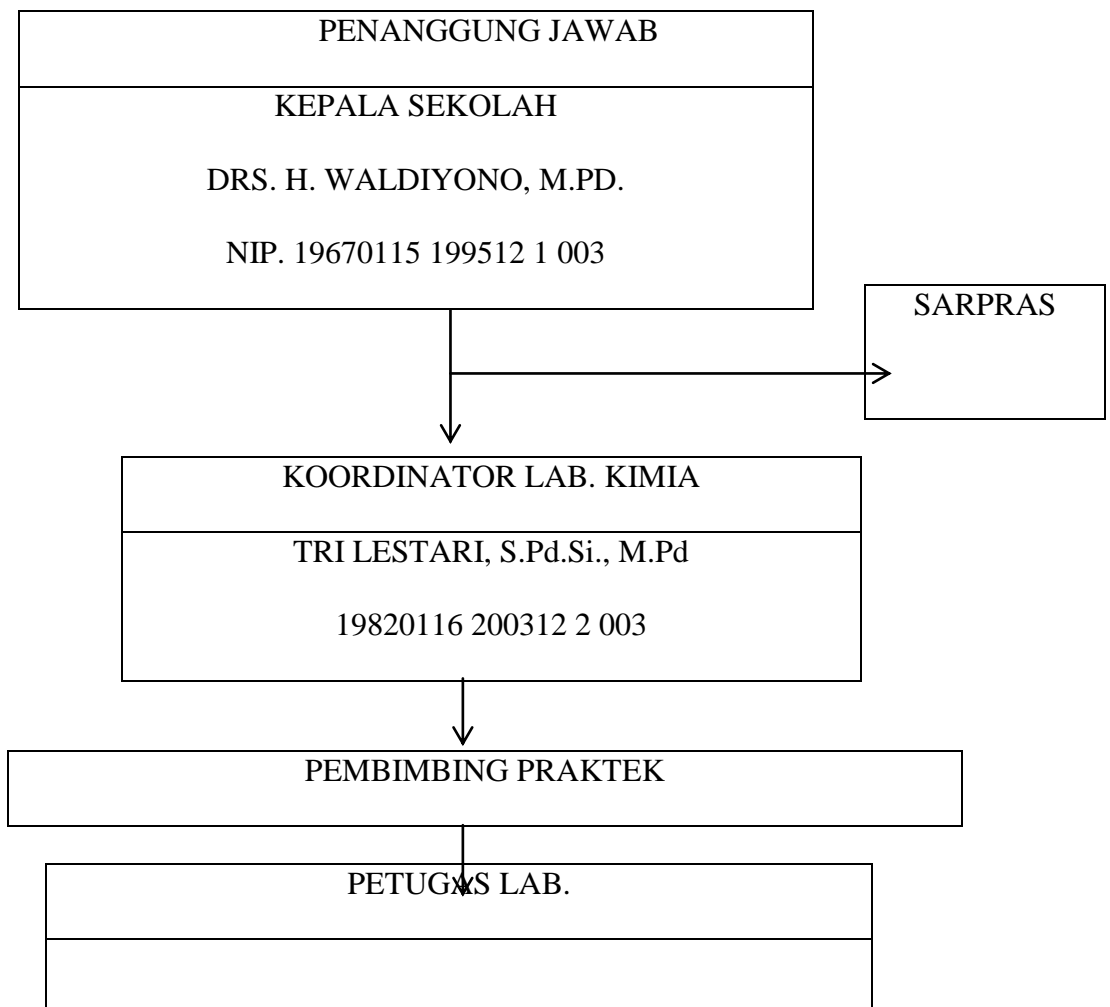 PENANGGUNG JAWAB
KEPALA SEKOLAH
DRS. H. WALDIYONO, M.PD.
NIP. 19670115 199512 1 003
SARPRAS
KOORDINATOR LAB. KIMIA
TRI LESTARI, S.Pd.Si., M.Pd
19820116 200312 2 003
PEMBIMBING PRAKTEK
PETUGAS LAB.